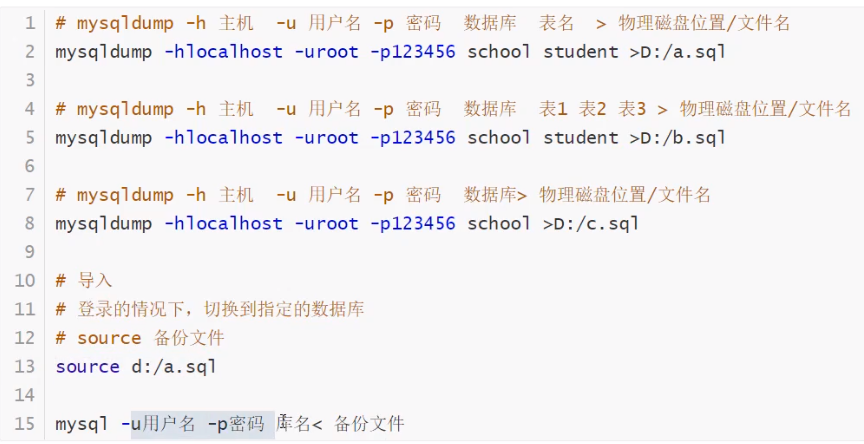 1 # mysqldump -h 主机 -u 用户名 -p 密码 数据库 表名 > 物理磁盘位置/文件名
2 mysqldump -hlocalhost -uroot -p123456 school student >D:/a.sql
3
4 # mysqldump -h 主机 -u 用户名 -p 密码 数据库 表1 表2 表3 > 物理磁盘位置/文件名
5 mysqldump -hlocalhost -uroot -p123456 school student >D:/b.sql
6
7 # mysqldump -h 主机 -u 用户名 -p 密码 数据库> 物理磁盘位置/文件名
8 mysqldump -hlocalhost -uroot -p123456 school >D:/c.sql
9
10 # 导入
11 # 登录的情况下，切换到指定的数据库
12 # source 备份文件
13 source d:/a.sql
14
15 mysql -u用户名 -p密码 库名< 备份文件